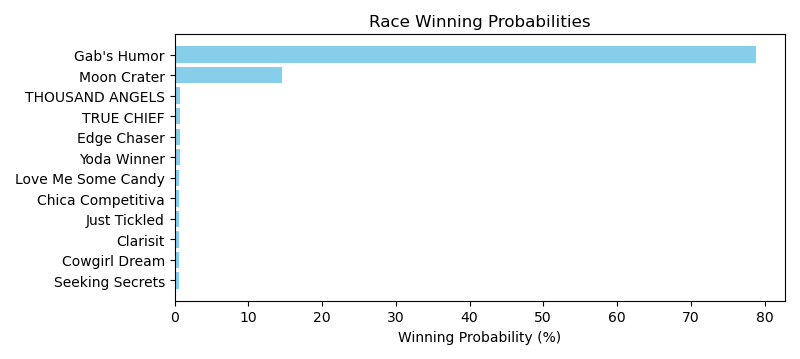 Race Winning Probabilities
Gab's Humor
Moon Crater
THOUSAND ANGELS
TRUE CHIEF
Edge Chaser
Yoda Winner
Love Me Some Candy
Chica Competitiva
Just Tickled
Clarisit
Cowgirl Dream
Seeking Secrets
0 10 20 30 40 50 60 70 80
Winning Probability (%)